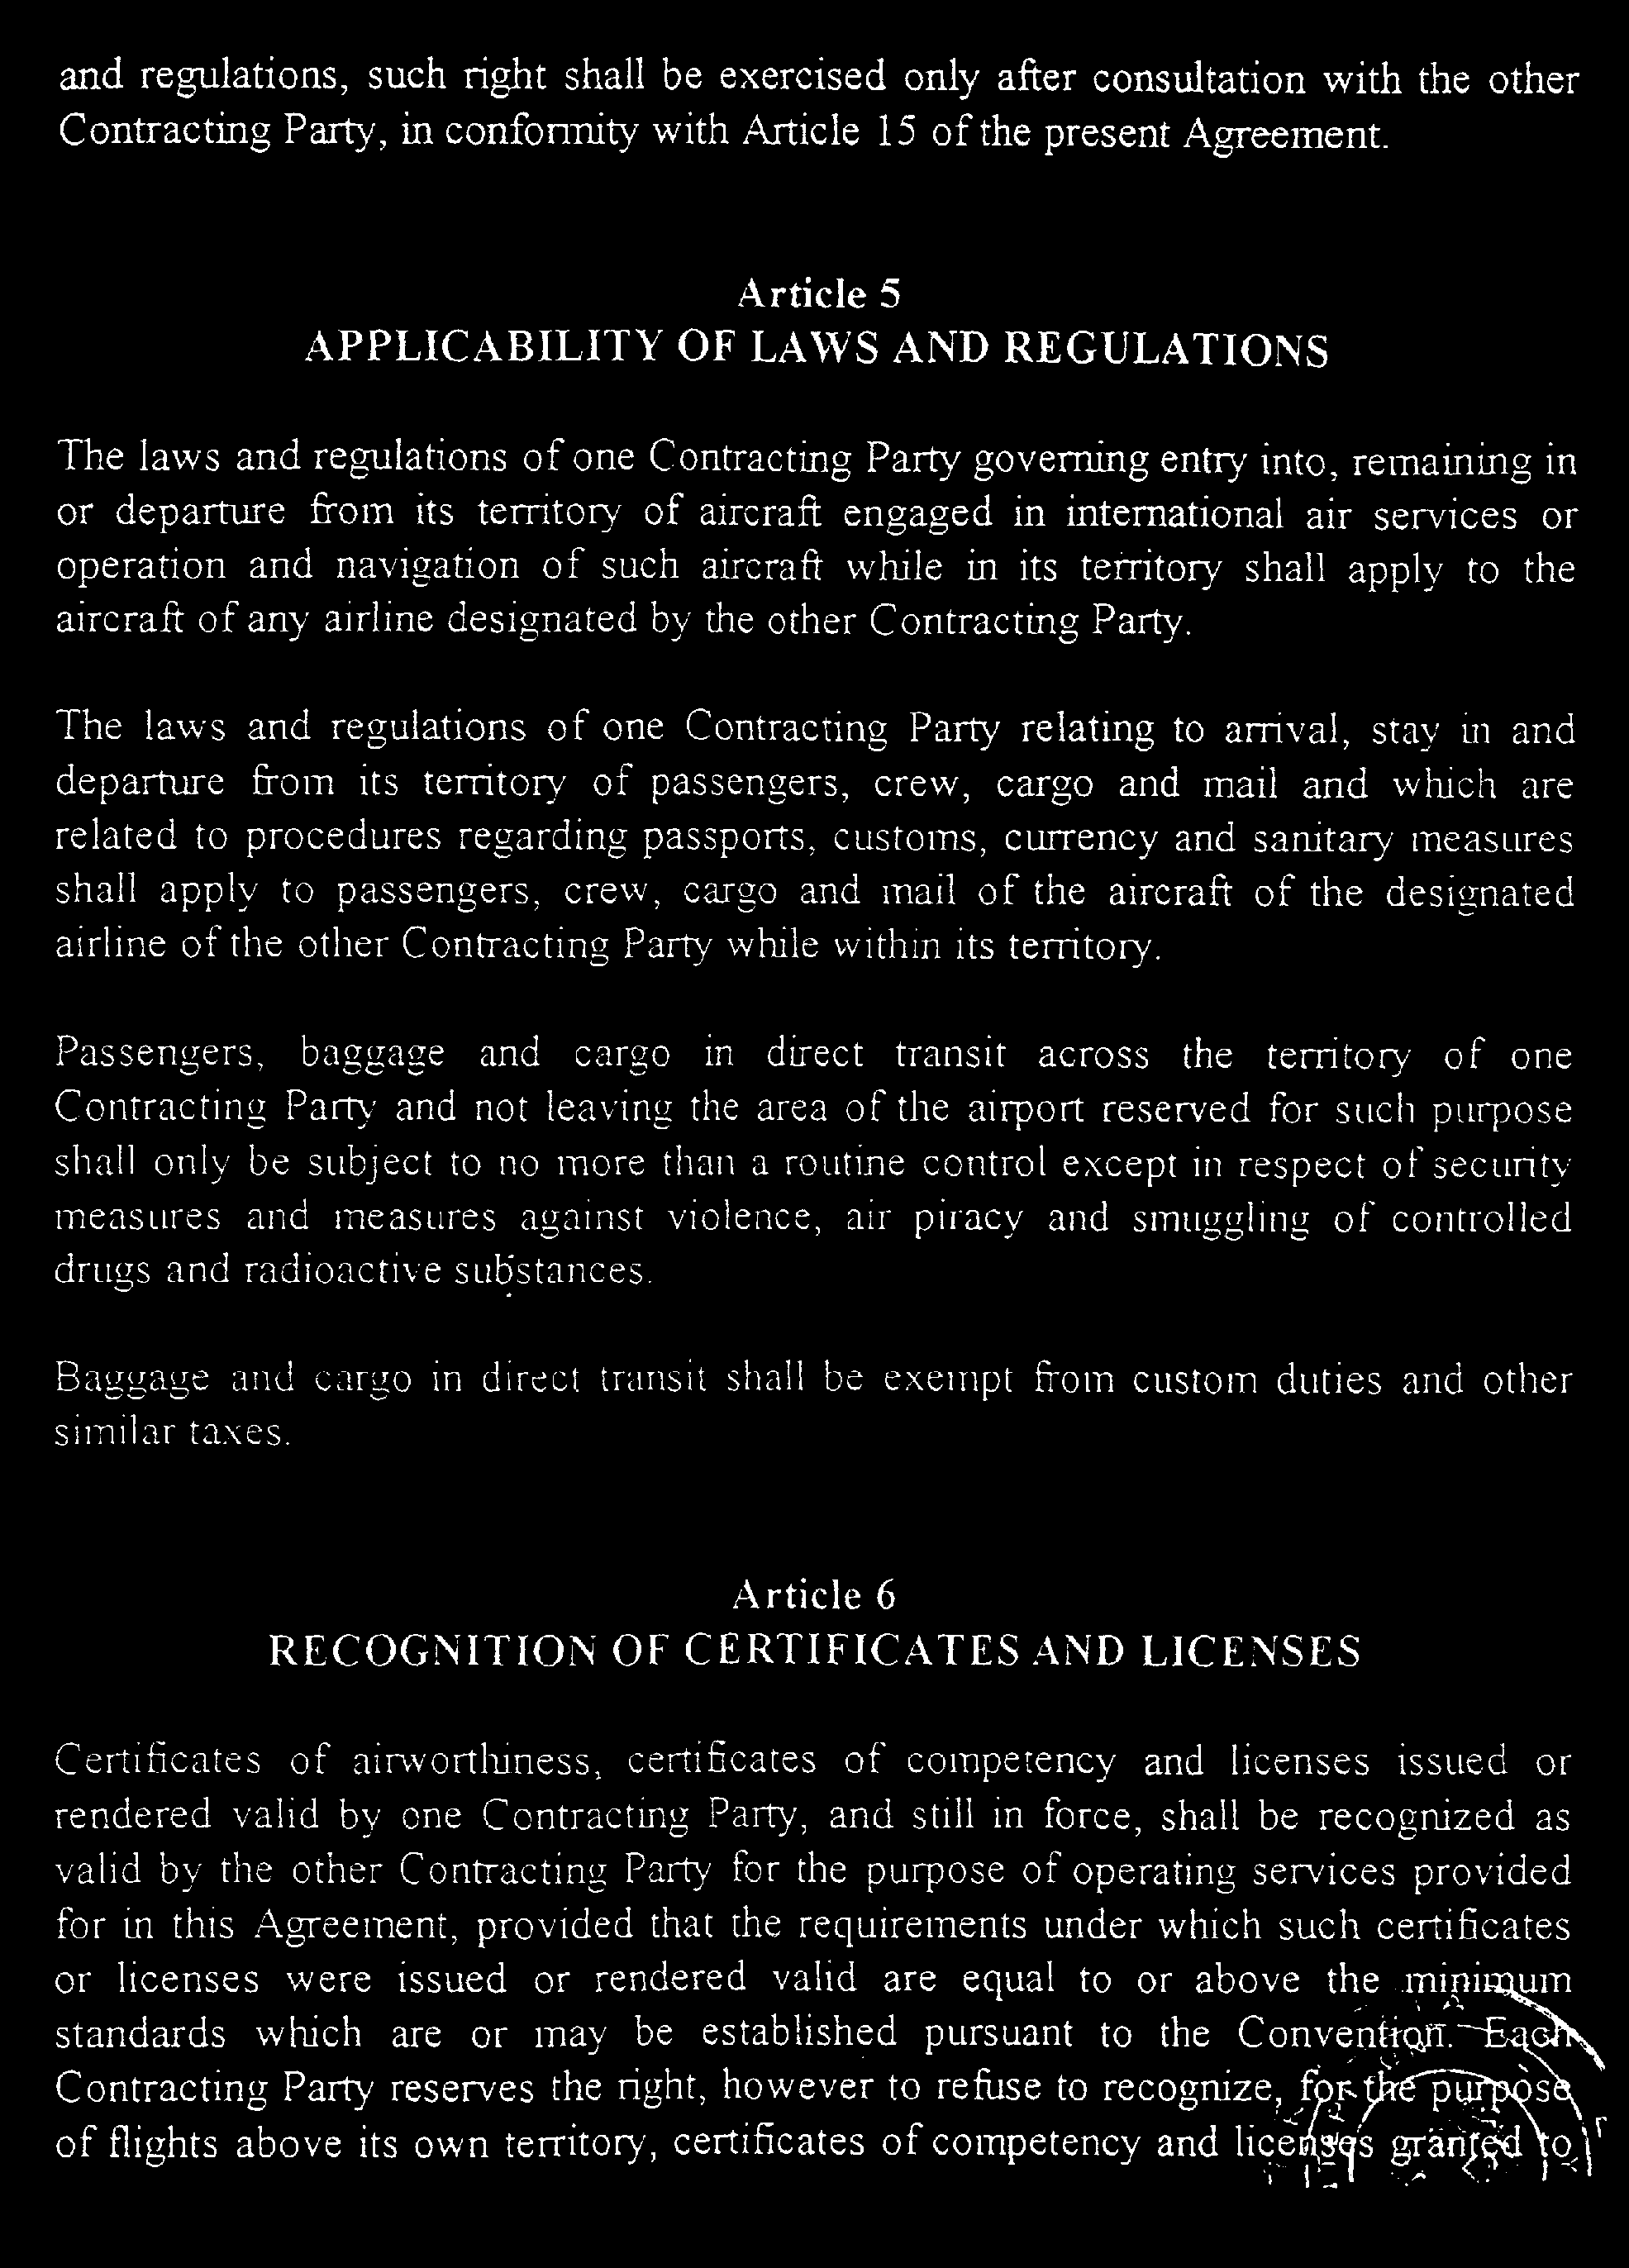 and regulations, such right shall be exercised only after consultation with the other
Contracting Party, in conformity with Article 15 of the present Agreement.
Article 5
APPLICABILITY OF LAWS AND REGULATIONS
The laws and regulations of one Contracting Party governing entry into, remaining in
or departure from its territory of aircraft engaged in international air services or
operation and navigation of such aircraft while in its territory shall apply to the
aircraft of any airline designated by the other Contracting Party.
The laws and regulations of one Contracting Party relating to arrival, stay in and
departure from its territory of passengers, crew, cargo and mail and which are
related to procedures regarding passports, customs, currency and sanitary measures
shall apply to passengers, crew, cargo and mail of the aircraft of the designated
airline of the other Contracting Party while within its territory.
Passengers, baggage and cargo in direct transit across the territory of one
Contracting Party and not leaving the area of the airport reserved for such purpose
shall only be subject to no more than a routine control except in respect of security
measures and measures against violence, air piracy and smuggling of controlled
drugs and radioactive substances.
Baggage and cargo in direct transit shall be exempt from custom duties and other
similar taxes.
Article 6
RECOGNITION OF CERTIFICATES AND LICENSES
Certificates of airworthiness, certificates of competency and licenses issued or
rendered valid by one Contracting Party, and still in force, shall be recognized as
valid by the other Contracting Party for the purpose of operating services provided
for in this Agreement, provided that the requirements under which such certificates
or licenses were issued or rendered valid are equal to or above the minimum
standards which are or may be established pursuant to the Convention. Each
Contracting Party reserves the right, however to refuse to recognize, for the purpose
of flights above its own territory, certificates of competency and licenses granted to